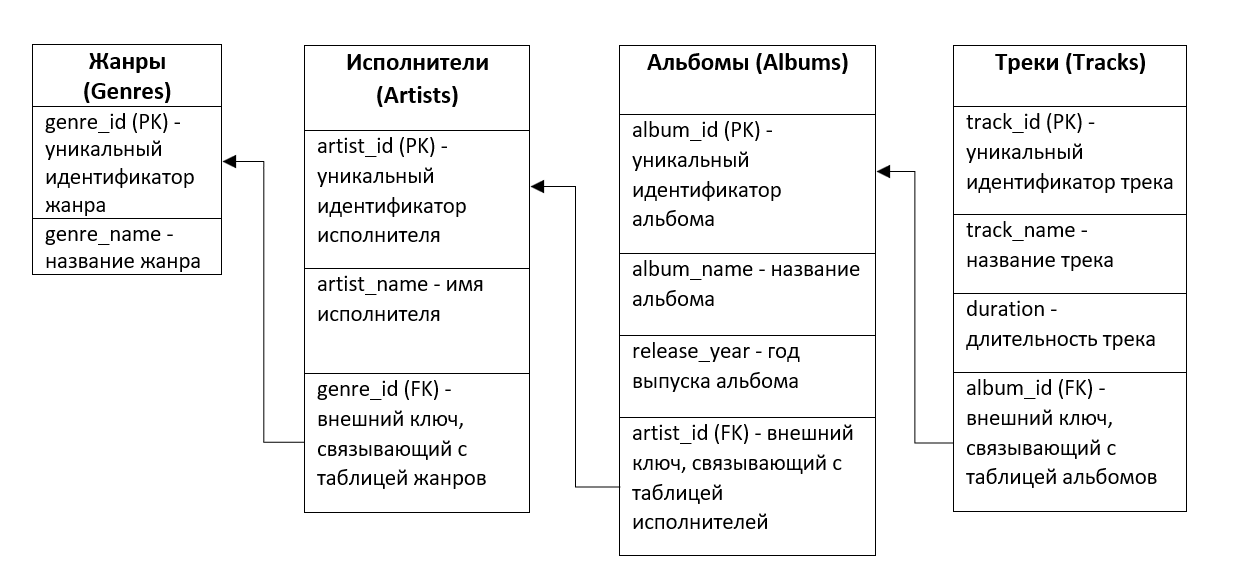 Жанры
(Genres)
genre_id (PK) -
уникальный
идентификатор
жанра
genre_name -
название жанра
Исполнители
(Artists)
artist_id (PK) -
уникальный
идентификатор
исполнителя
artist_name - имя
исполнителя
genre_id (FK) -
внешний ключ,
связывающий с
таблицей жанров
Альбомы (Albums)
album_id (PK) -
уникальный
идентификатор
альбома
album_name - название
альбома
release_year - год
выпуска альбома
artist_id (FK) - внешний
ключ, связывающий с
таблицей
исполнителей
Треки (Tracks)
track_id (PK) -
уникальный
идентификатор трека
track_name -
название трека
duration -
длительность трека
album_id (FK) -
внешний ключ,
связывающий с
таблицей альбомов